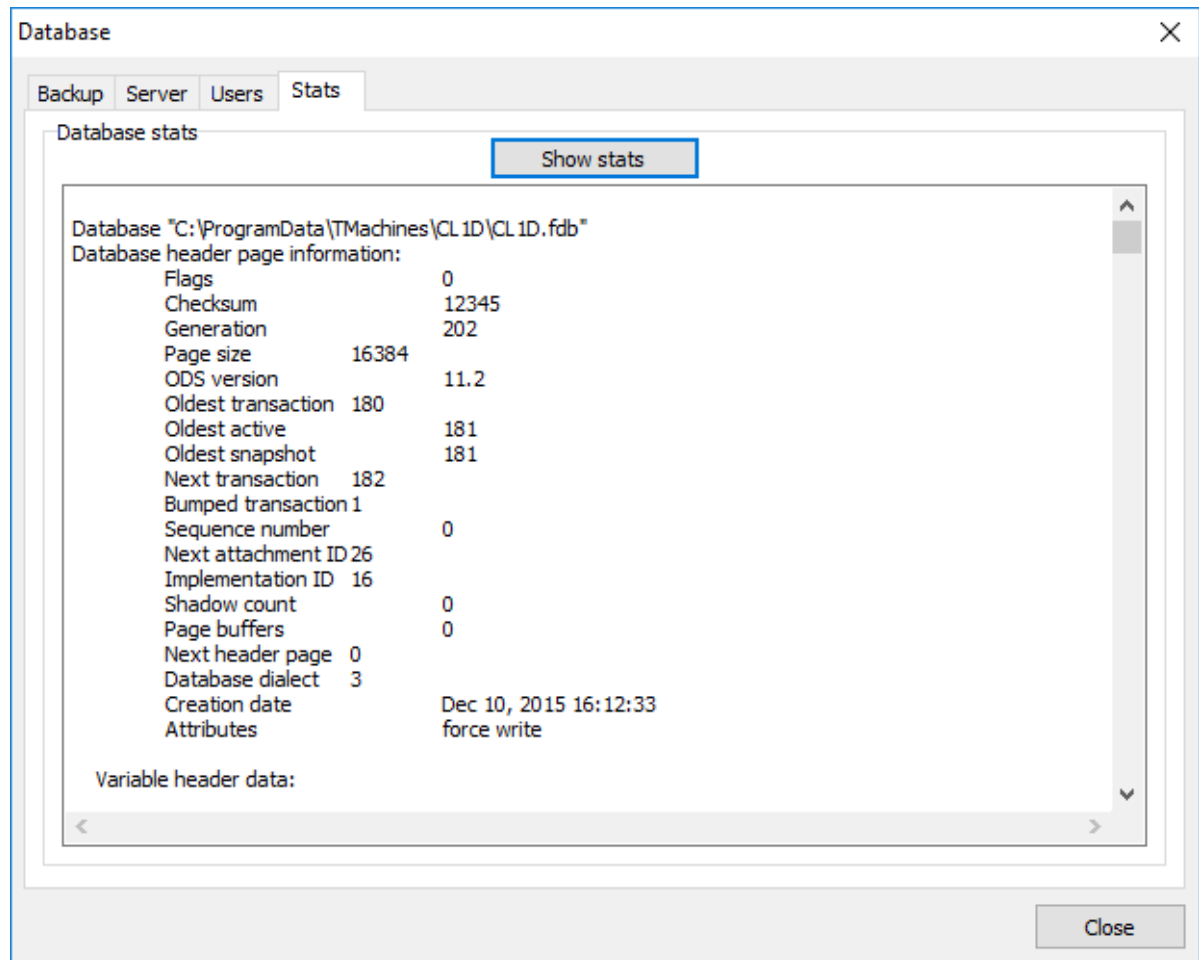 Database
Backup Server Users Stats
Database stats
Show stats
Database "C:\ProgramData\TMachines\CL1D\CL1D.fdb"
Database header page information:
Flags 0
Checksum 12345
Generation 202
Page size 16384
ODS version 11.2
Oldest transaction 180
Oldest active 181
Oldest snapshot 181
Next transaction 182
Bumped transaction 1
Sequence number 0
Next attachment ID 26
Implementation ID 16
Shadow count 0
Page buffers 0
Next header page 0
Database dialect 3
Creation date Dec 10, 2015 16:12:33
Attributes force write
Variable header data:
Close